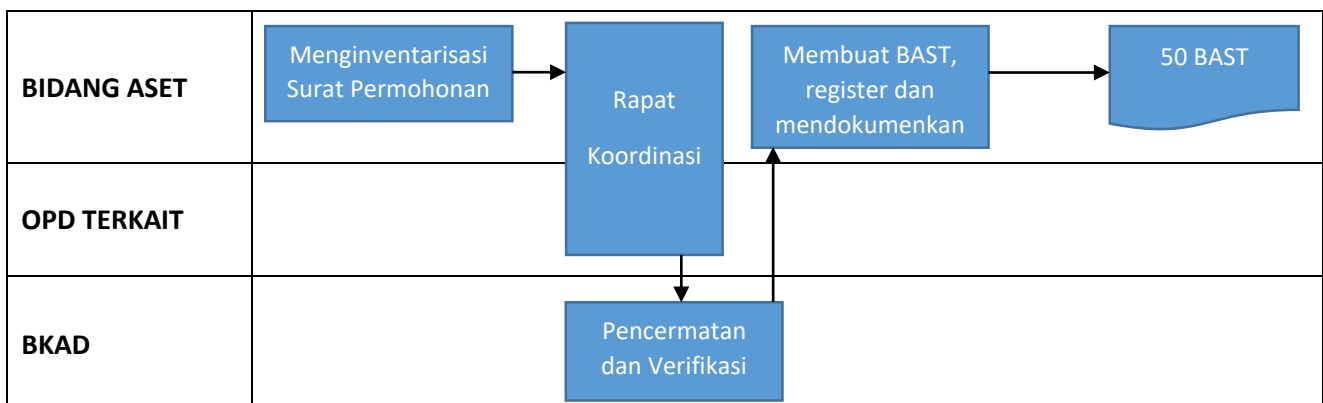 BIDANG ASET
Menginventarisasi
Surat Permohonan
Rapat
Koordinasi
Membuat BAST,
register dan
mendokumenkan
50 BAST
OPD TERKAIT
BKAD
Pencermatan
dan Verifikasi